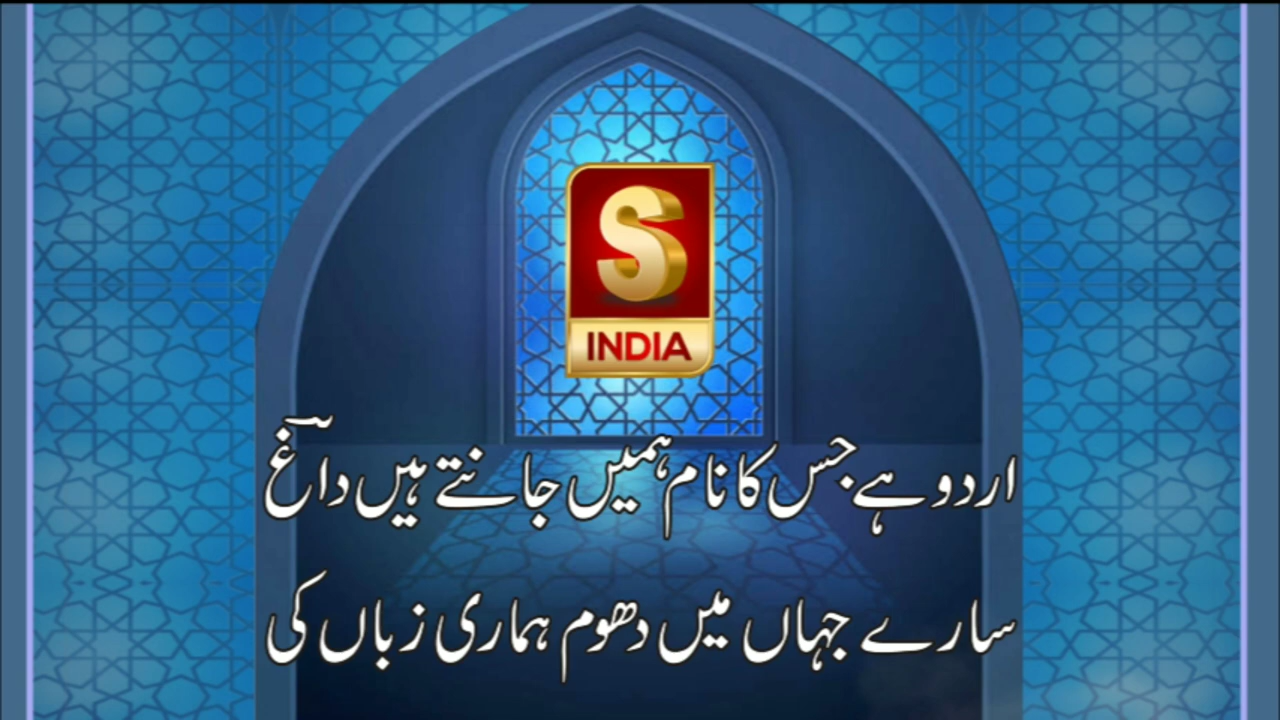 S
INDIA
اردو ہے جس کا نام ہمیں جانتے ہیں داغؔ
سارے جہاں میں دھوم ہماری زباں کی